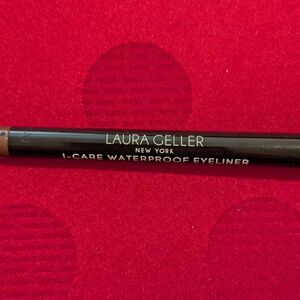 LAURA GELLER
NEW YORK
I-CARE WATERPROOF EYELINER